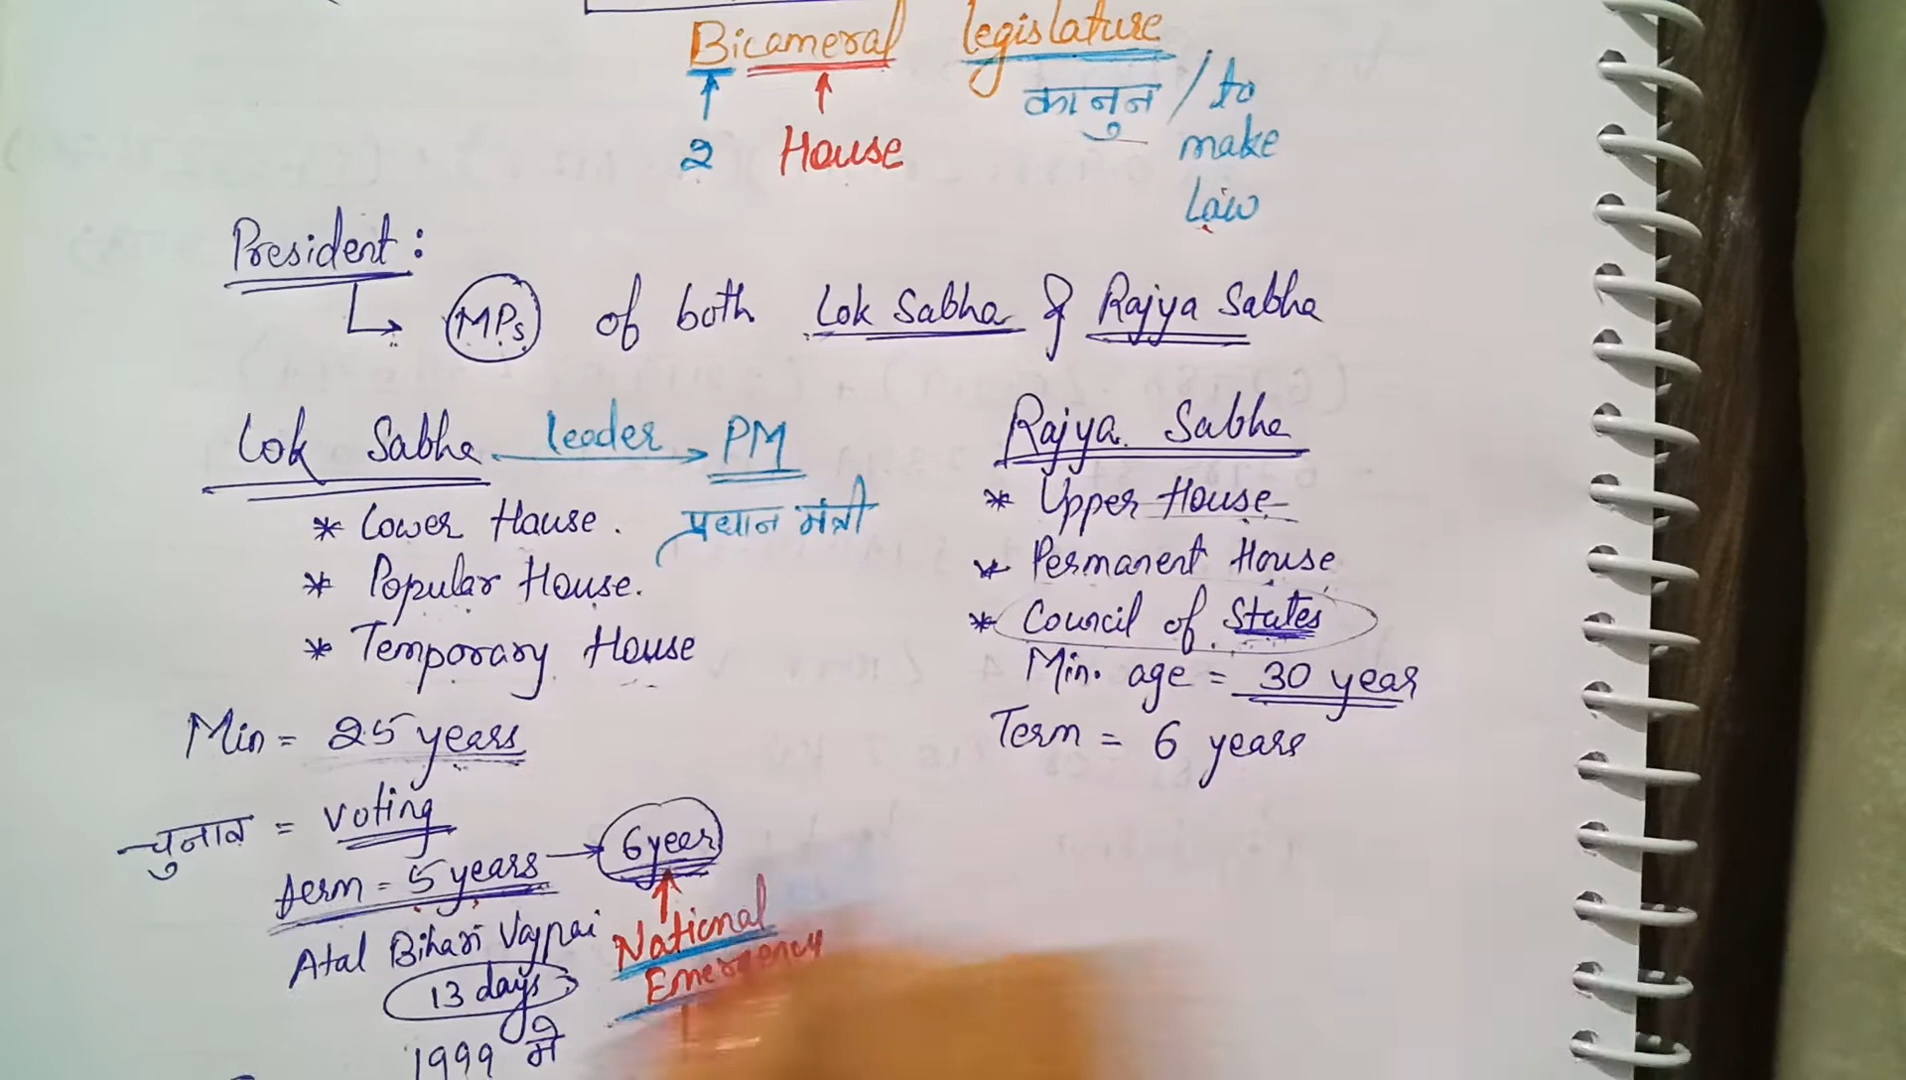 Bicameral legislature
2 House कानुन / to make Law
President :
MPs of both Lok Sabha & Rajya Sabha
Lok Sabha leader PM
प्रधान मंत्री
* Lower House .
* Popular House.
* Temporary House
Min = 25 years
चुनाव = voting
term = 5 years → 6 year
National Emergency
Atal Bihari Vajpai
13 days
1999 में
Rajya Sabha
* Upper House
* Permanent House
* Council of States
Min. age = 30 year
Term = 6 years